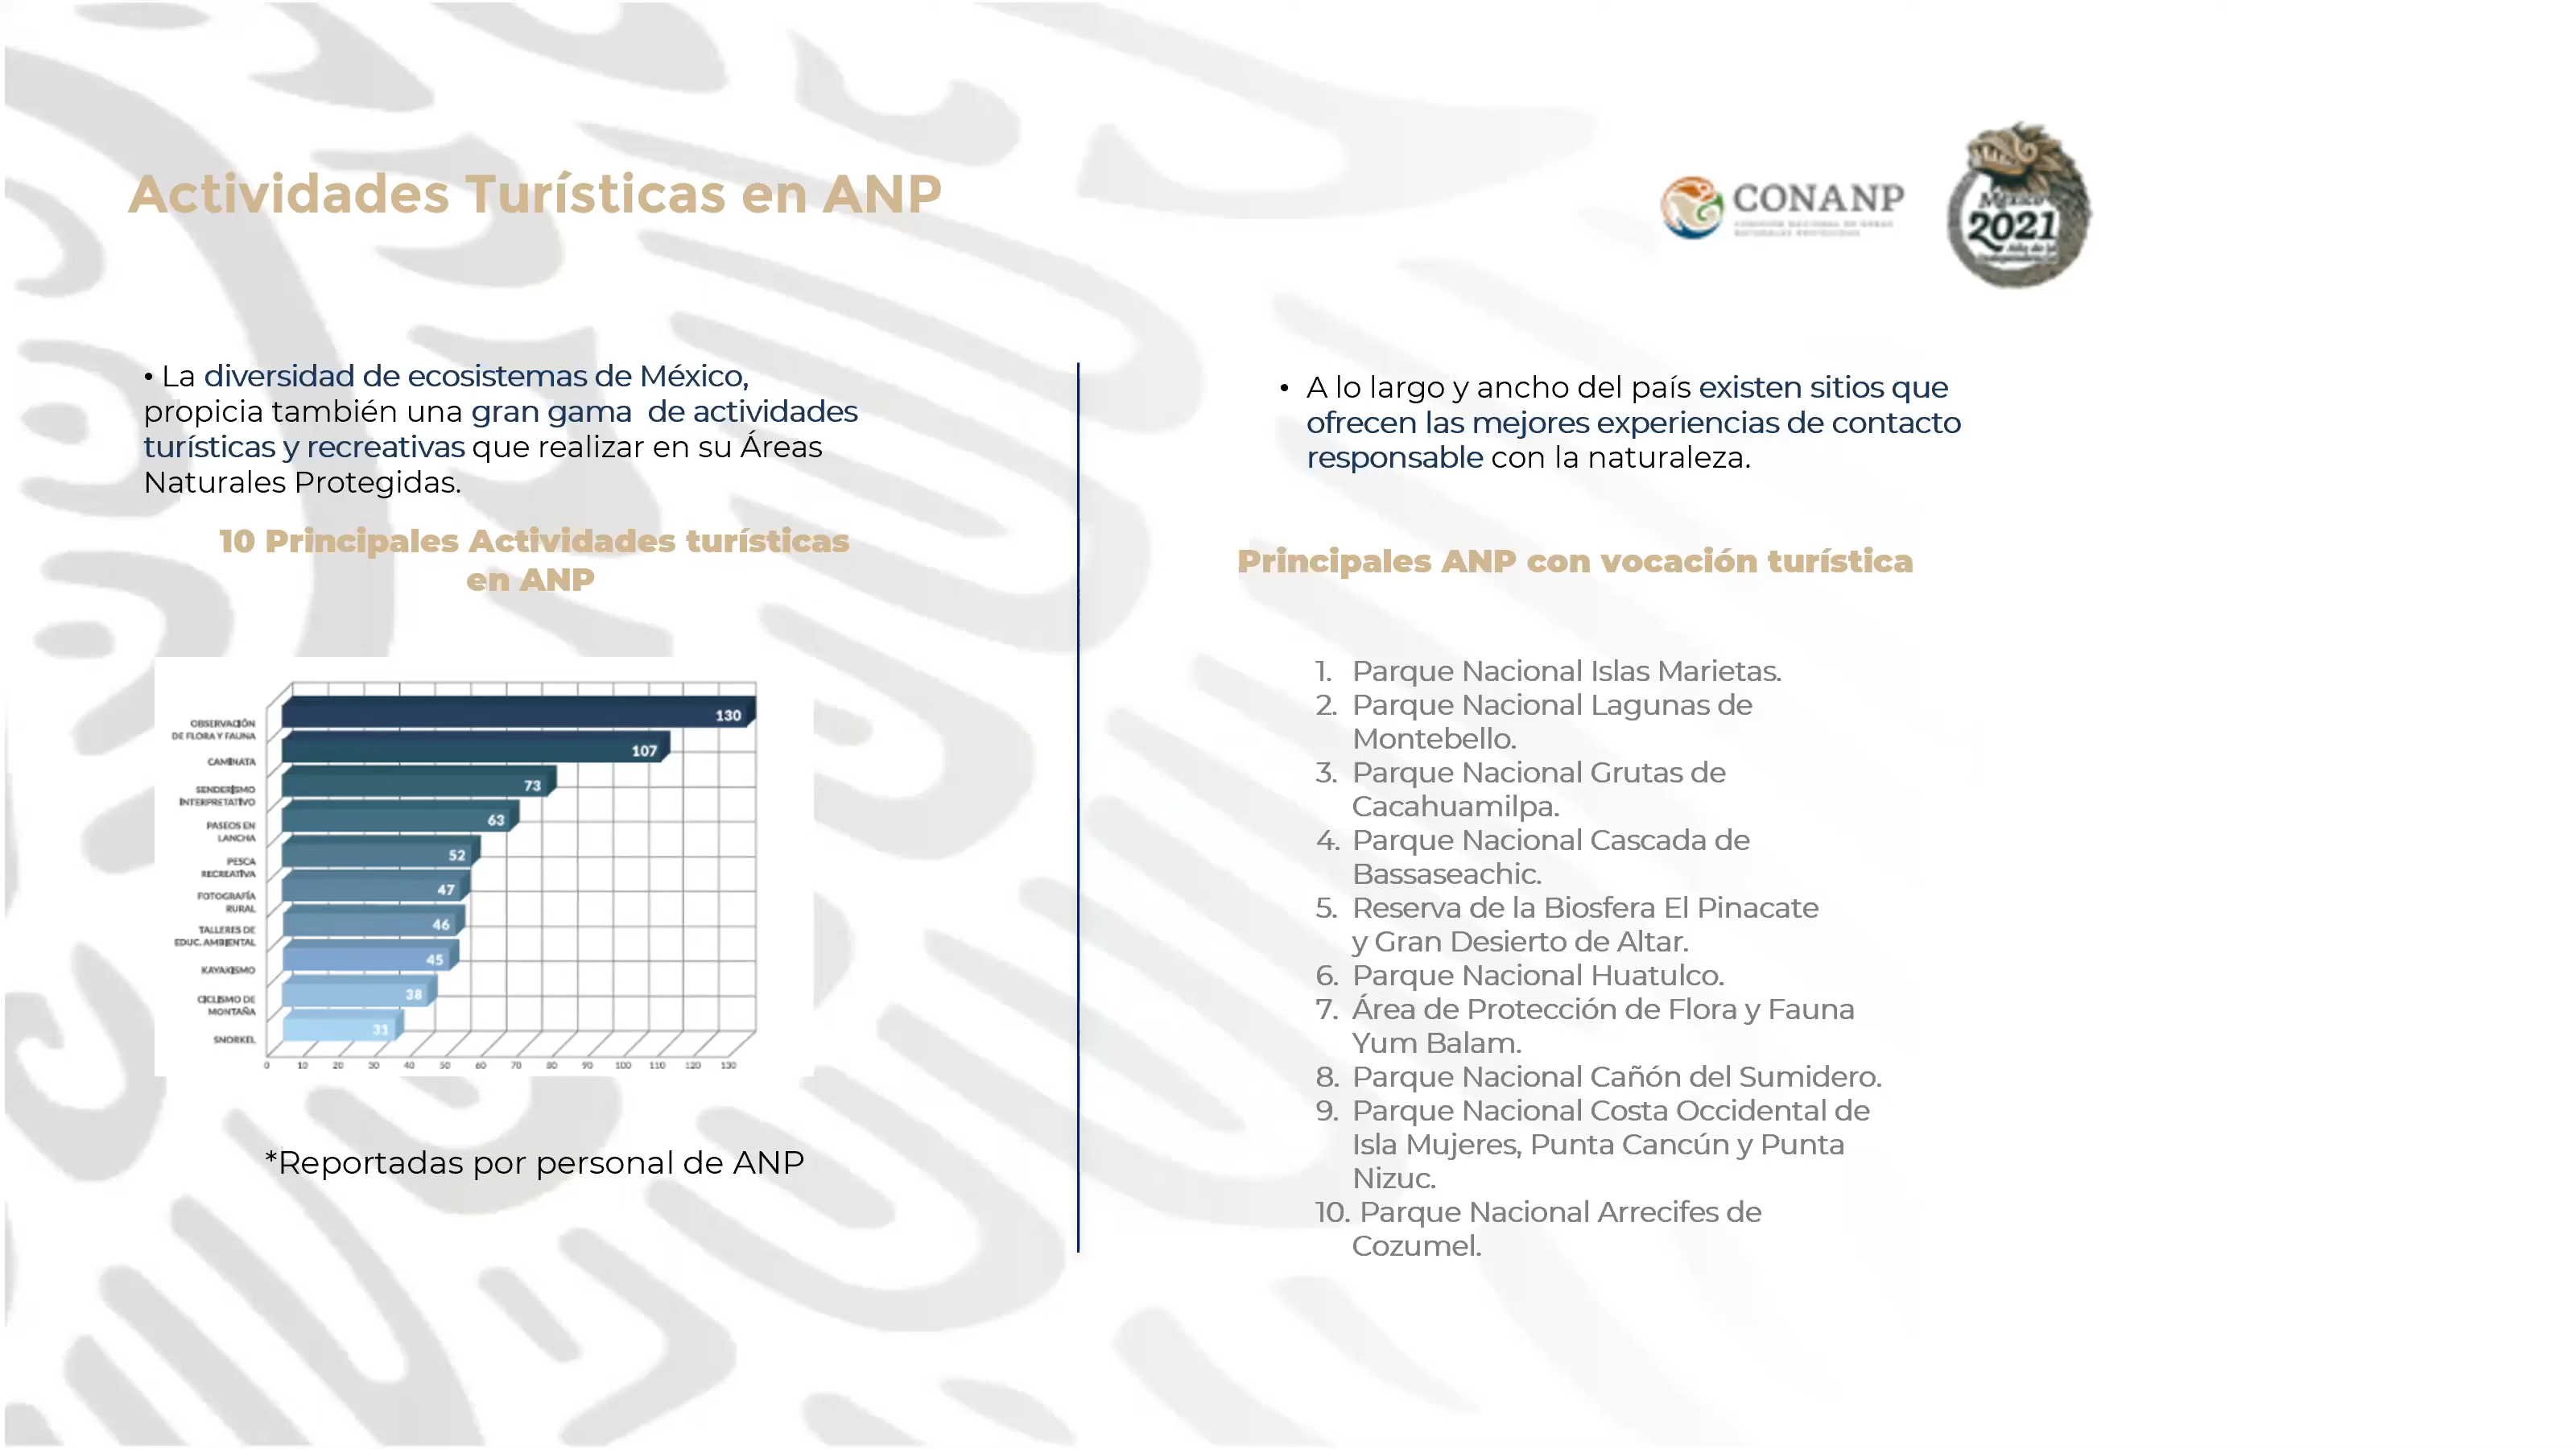 Actividades Turísticas en ANP
CONANP
México
2021
Año de la
Independencia
• La diversidad de ecosistemas de México,
propicia también una gran gama  de actividades
turísticas y recreativas que realizar en su Áreas
Naturales Protegidas.
10 Principales Actividades turísticas
en ANP
OBSERVACIÓN
DE FLORA Y FAUNA
130
CAMINATA
107
SENDERISMO
INTERPRETATIVO
73
PASEOS EN
LANCHA
63
PESCA
RECREATIVA
52
FOTOGRAFÍA
RURAL
47
TALLERES DE
EDUC. AMBIENTAL
46
KAYAKISMO
45
CICLISMO DE
MONTAÑA
38
SNORKEL
31
0 10 20 30 40 50 60 70 80 90 100 110 120 130
*Reportadas por personal de ANP
• A lo largo y ancho del país existen sitios que
ofrecen las mejores experiencias de contacto
responsable con la naturaleza.
Principales ANP con vocación turística
1. Parque Nacional Islas Marietas.
2. Parque Nacional Lagunas de
Montebello.
3. Parque Nacional Grutas de
Cacahuamilpa.
4. Parque Nacional Cascada de
Bassaseachic.
5. Reserva de la Biosfera El Pinacate
y Gran Desierto de Altar.
6. Parque Nacional Huatulco.
7. Área de Protección de Flora y Fauna
Yum Balam.
8. Parque Nacional Cañón del Sumidero.
9. Parque Nacional Costa Occidental de
Isla Mujeres, Punta Cancún y Punta
Nizuc.
10. Parque Nacional Arrecifes de
Cozumel.